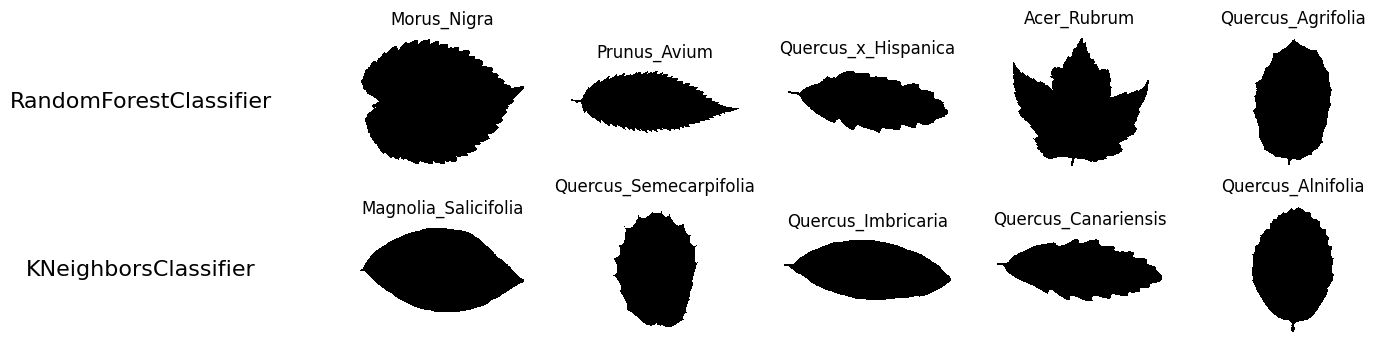 Morus_Nigra
Prunus_Avium
Quercus_x_Hispanica
Acer_Rubrum
Quercus_Agrifolia
RandomForestClassifier
Magnolia_Salicifolia
Quercus_Semecarpifolia
Quercus_Imbricaria
Quercus_Canariensis
Quercus_Alnifolia
KNeighborsClassifier